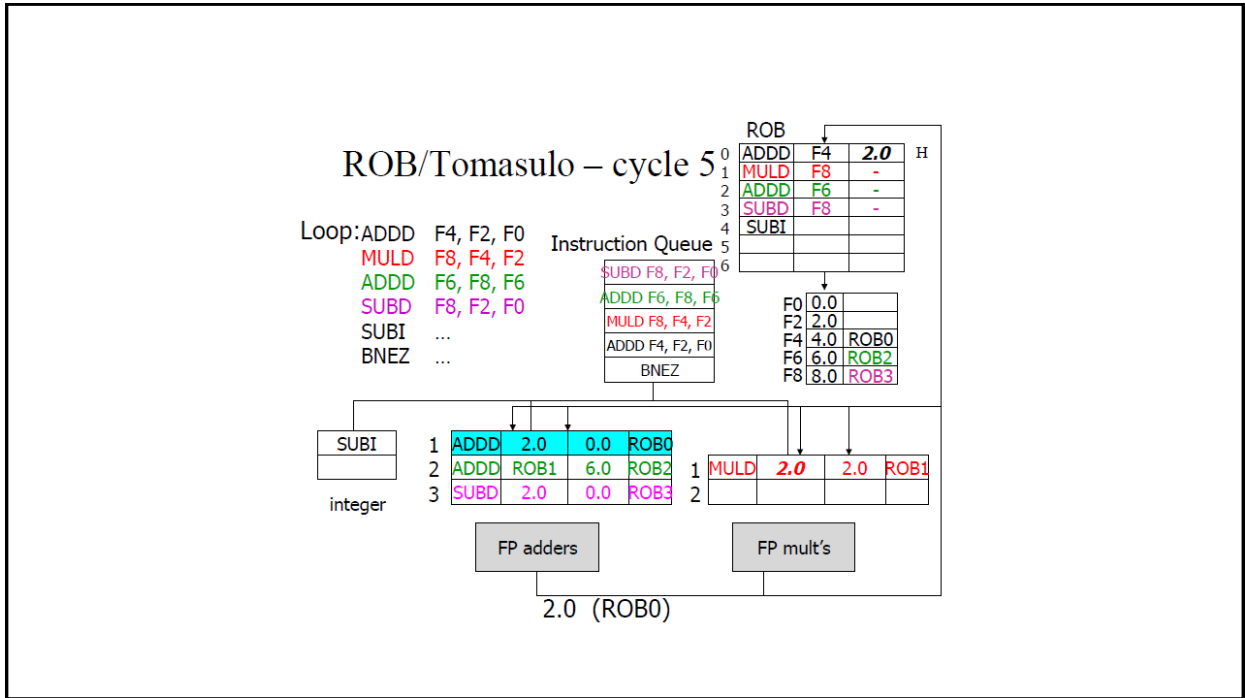 ROB/Tomasulo – cycle 5
ROB
0 ADDD F4 2.0 H
1 MULD F8 -
2 ADDD F6 -
3 SUBD F8 -
4 SUBI
5
6
Loop: ADDD F4, F2, F0
MULD F8, F4, F2
ADDD F6, F8, F6
SUBD F8, F2, F0
SUBI ...
BNEZ ...
Instruction Queue
SUBD F8, F2, F0
ADDD F6, F8, F6
MULD F8, F4, F2
ADDD F4, F2, F0
BNEZ
F0 0.0
F2 2.0
F4 4.0 ROB0
F6 6.0 ROB2
F8 8.0 ROB3
SUBI
integer
1 ADDD 2.0 0.0 ROB0
2 ADDD ROB1 6.0 ROB2
3 SUBD 2.0 0.0 ROB3
1 MULD 2.0 2.0 ROB1
2
FP adders
FP mult's
2.0 (ROB0)